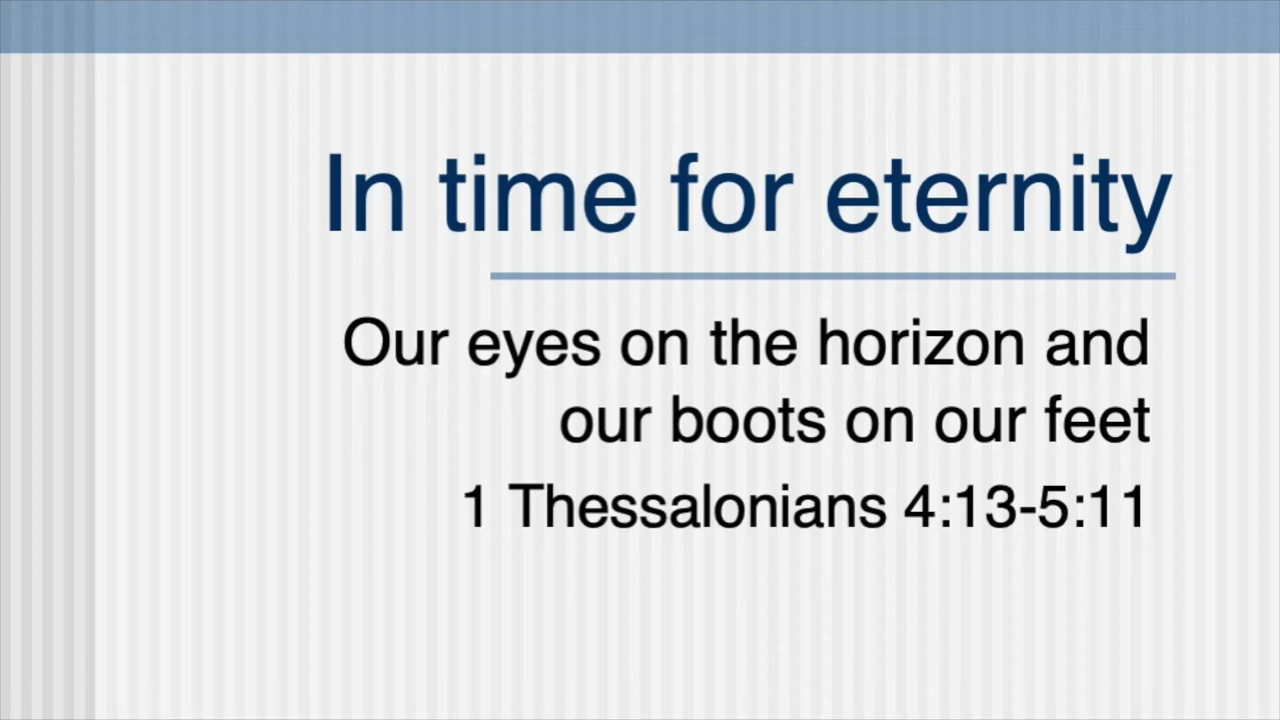 In time for eternity
Our eyes on the horizon and
our boots on our feet
1 Thessalonians 4:13-5:11